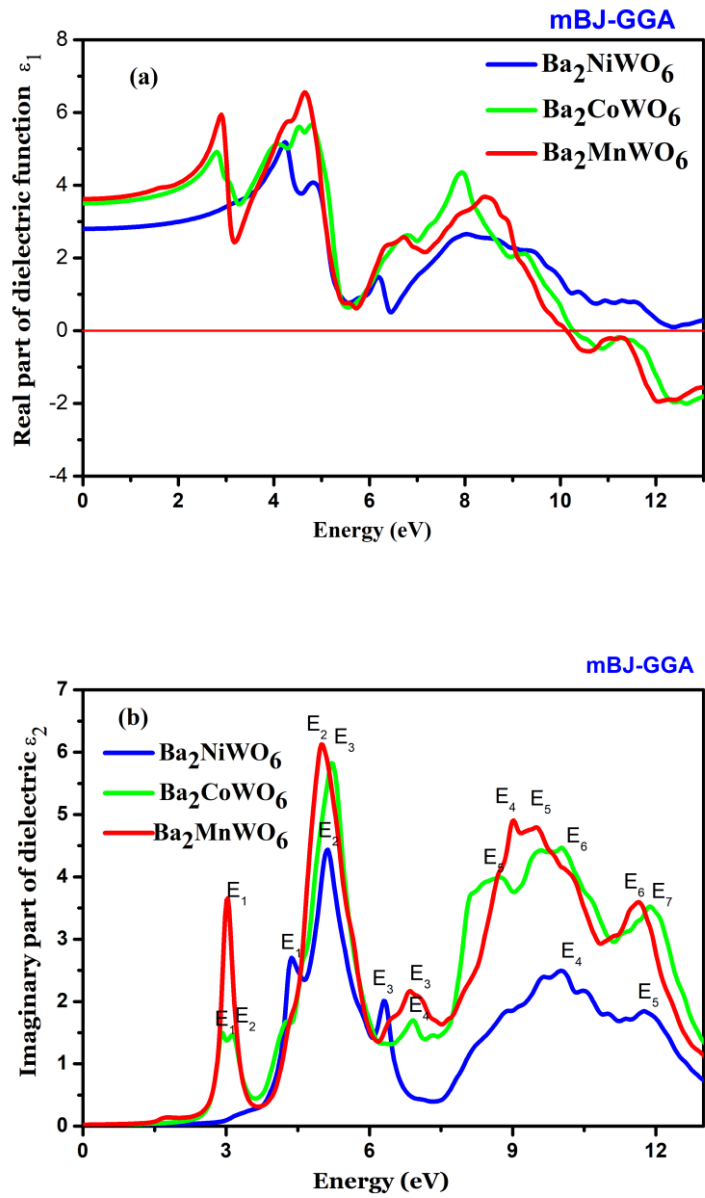 mBJ-GGA
(a)
Ba₂NiWO₆
Ba₂CoWO₆
Ba₂MnWO₆
Real part of dielectric function ε₁
8
6
4
2
0
-2
-4
0 2 4 6 8 10 12
Energy (eV)
mBJ-GGA
(b)
Ba₂NiWO₆
Ba₂CoWO₆
Ba₂MnWO₆
Imaginary part of dielectric ε₂
7
6
5
4
3
2
1
0
E₂ E₃
E₂
E₁
E₁
E₁ E₂
E₃
E₃
E₄
E₄ E₅
E₆
E₅
E₆ E₇
E₄
E₅
0 3 6 9 12
Energy (eV)